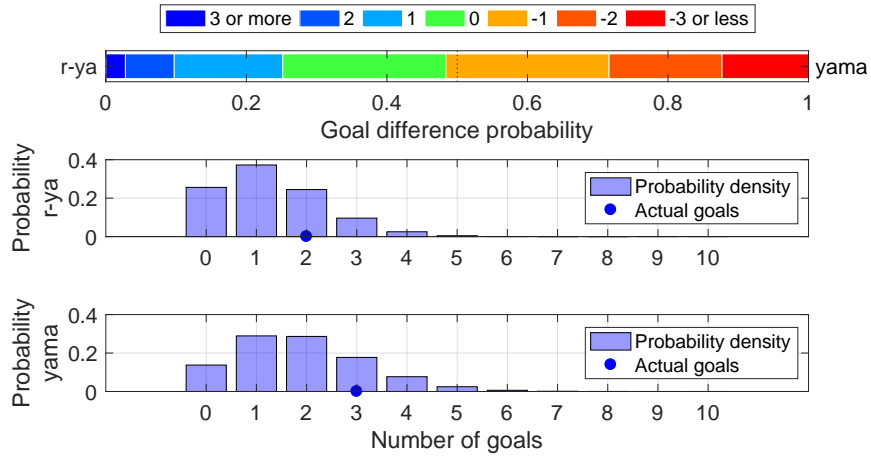 3 or more 2 1 0 -1 -2 -3 or less
r-ya yama
0 0.2 0.4 0.6 0.8 1
Goal difference probability
Probability
r-ya
0.4
0.2
0
Probability density
Actual goals
0 1 2 3 4 5 6 7 8 9 10
Probability
yama
0.4
0.2
0
Probability density
Actual goals
0 1 2 3 4 5 6 7 8 9 10
Number of goals